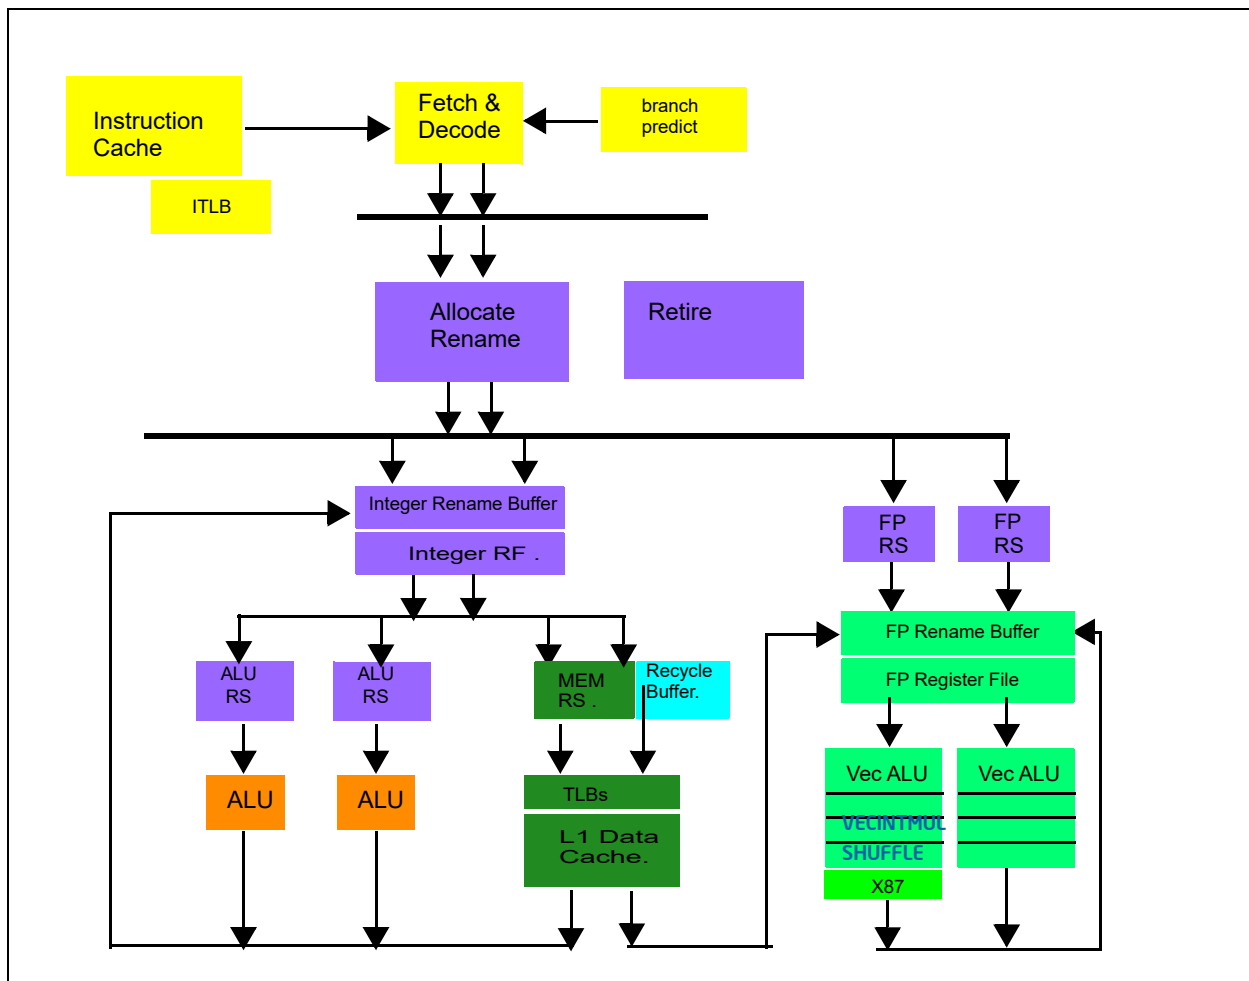 Instruction
Cache
Fetch &
Decode
branch
predict
ITLB
Allocate
Rename
Retire
Integer Rename Buffer
Integer RF .
FP
RS
FP
RS
ALU
RS
ALU
RS
MEM
RS .
Recycle
Buffer.
FP Rename Buffer
FP Register File
ALU
ALU
TLBs
L1 Data
Cache.
Vec ALU
VECINTMUL
SHUFFLE
X87
Vec ALU